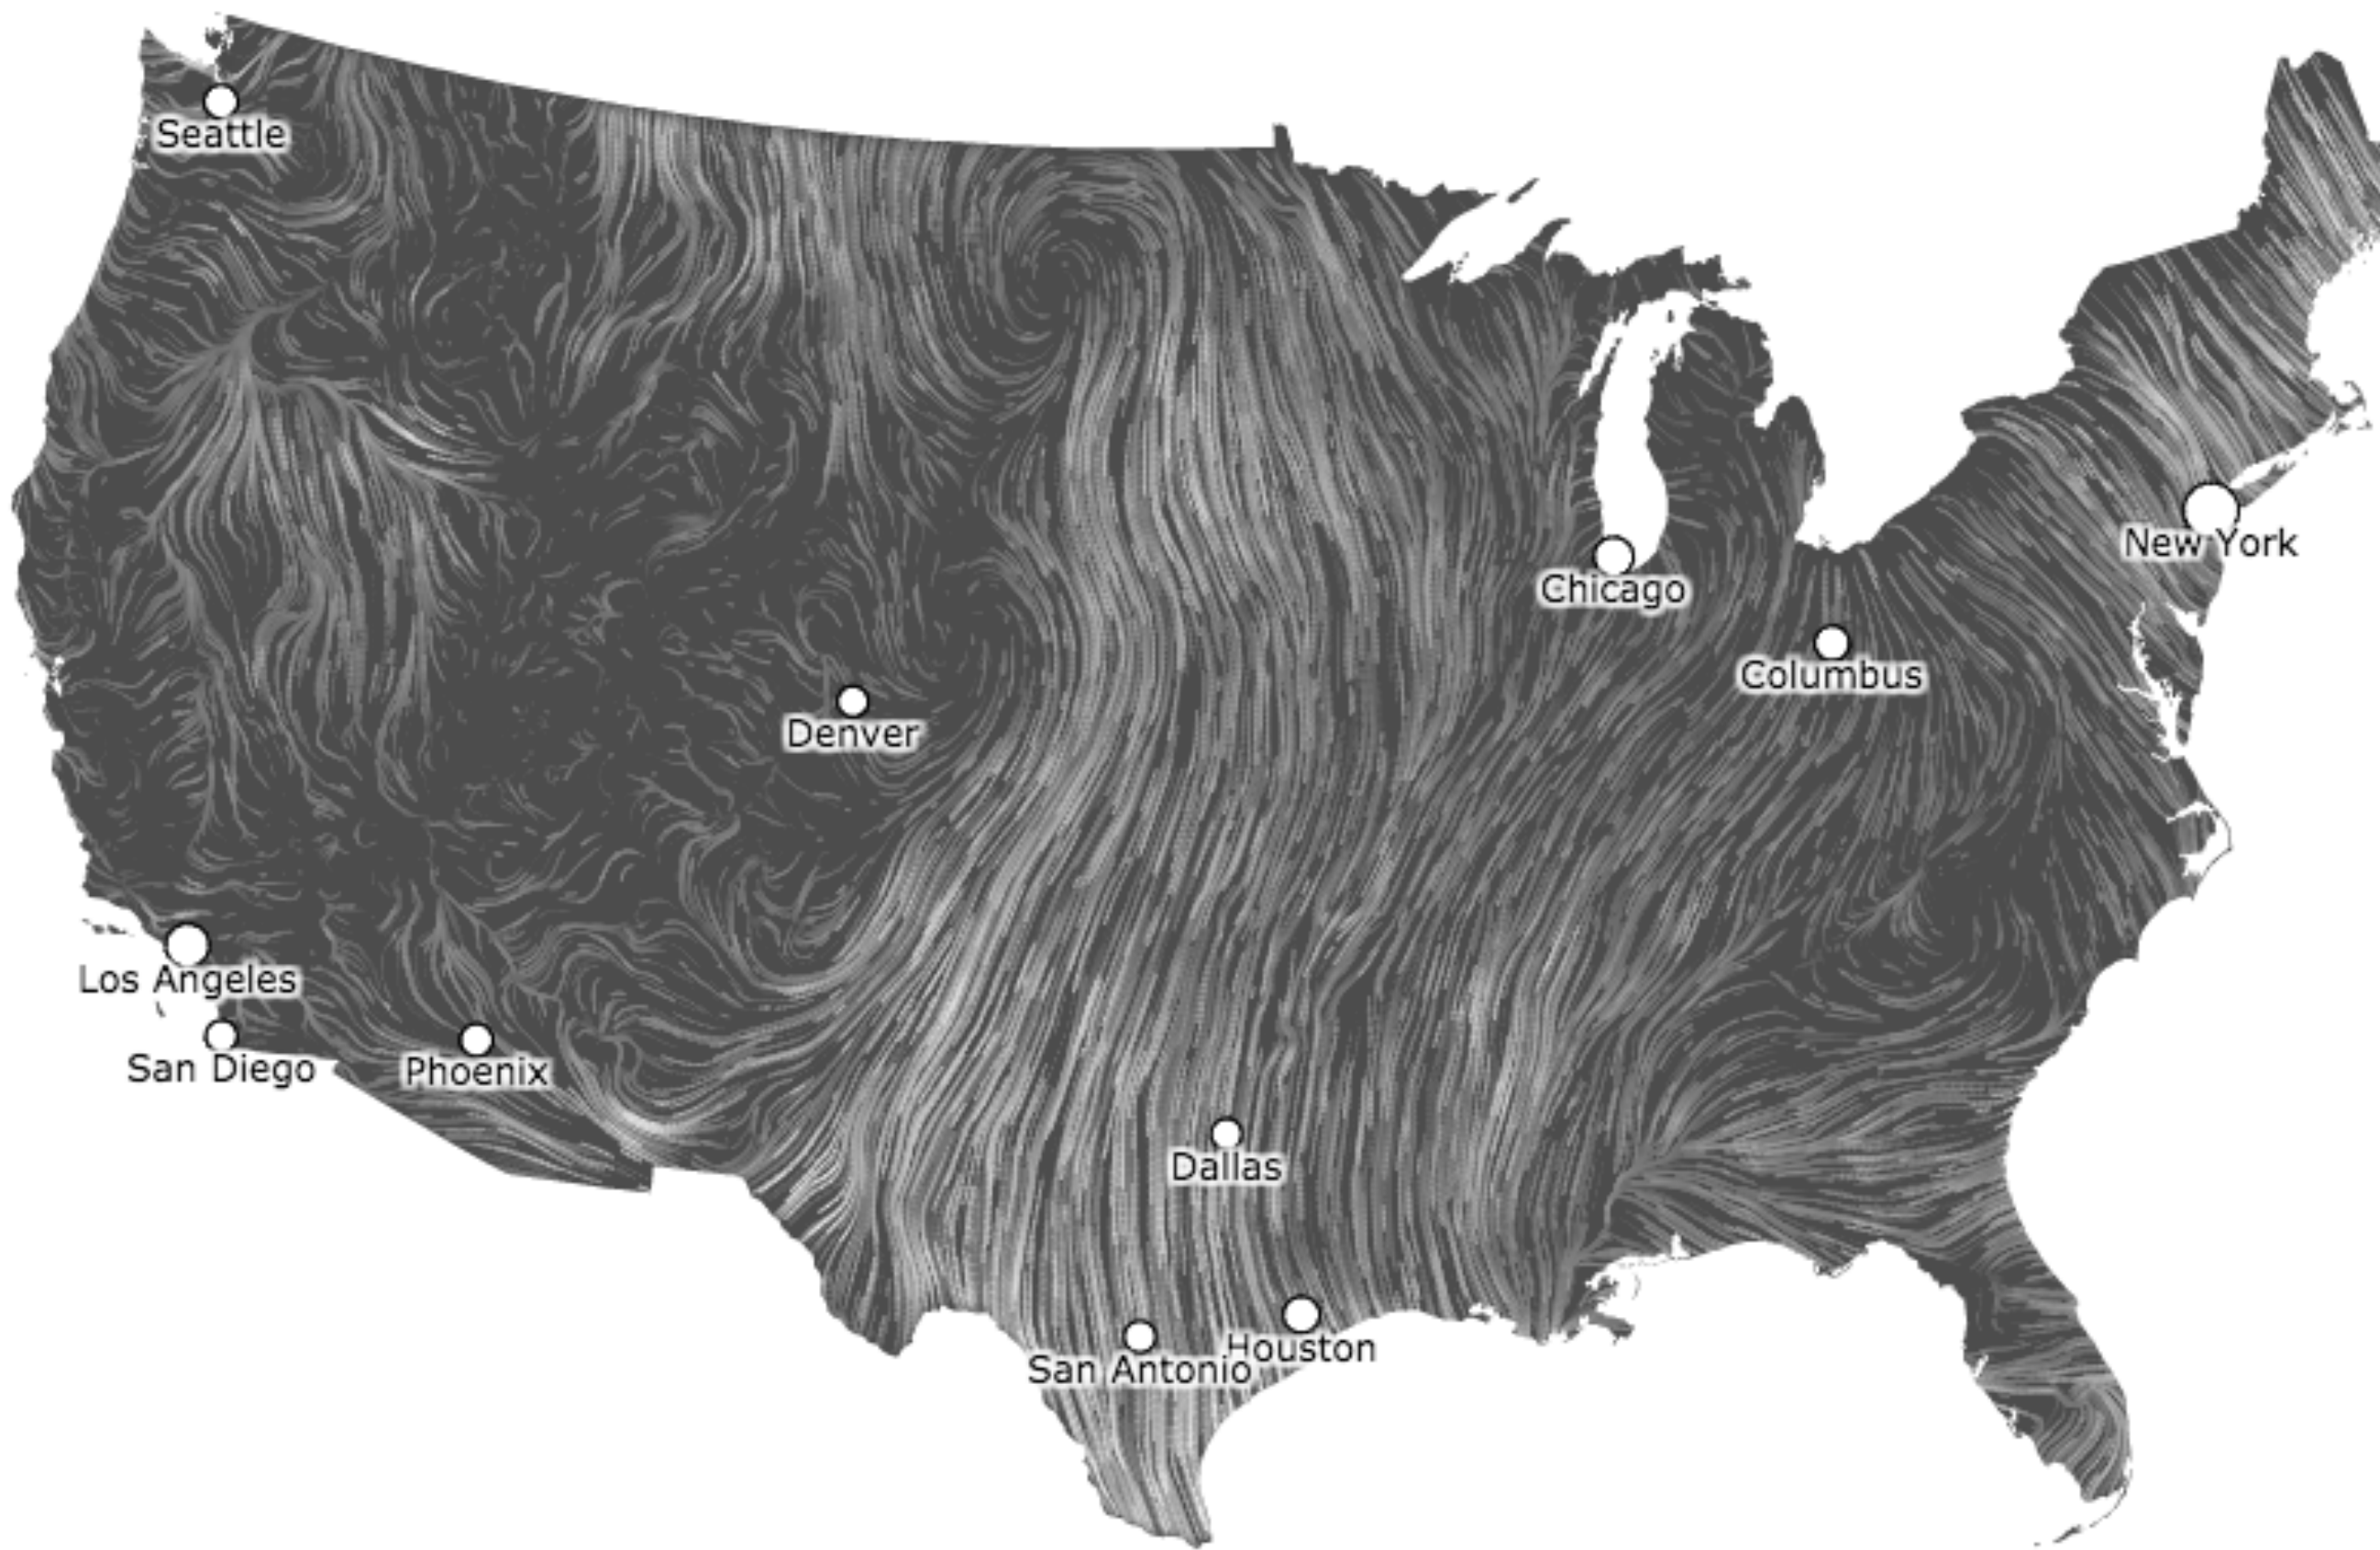 Seattle
New York
Chicago
Columbus
Denver
Los Angeles
San Diego
Phoenix
Dallas
Houston
San Antonio